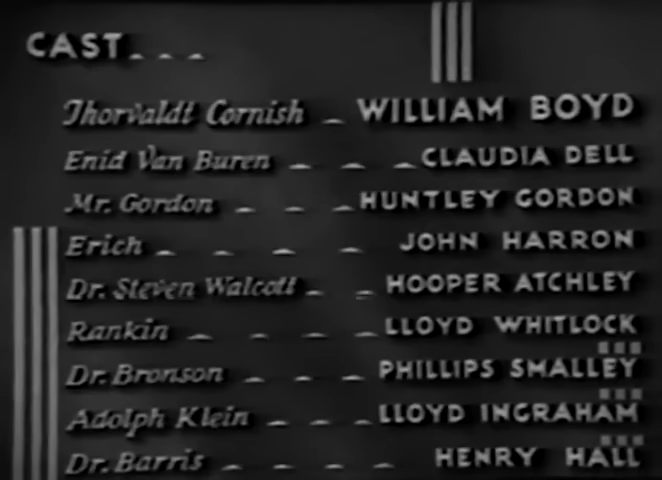 CAST...
Thorvaldt Cornish - WILLIAM BOYD
Enid Van Buren - - - CLAUDIA DELL
Mr. Gordon - - - HUNTLEY GORDON
Erich - - - - JOHN HARRON
Dr. Steven Walcott - - HOOPER ATCHLEY
Rankin - - - - LLOYD WHITLOCK
Dr. Bronson - - - PHILLIPS SMALLEY
Adolph Klein - - - LLOYD INGRAHAM
Dr. Barris - - - - HENRY HALL